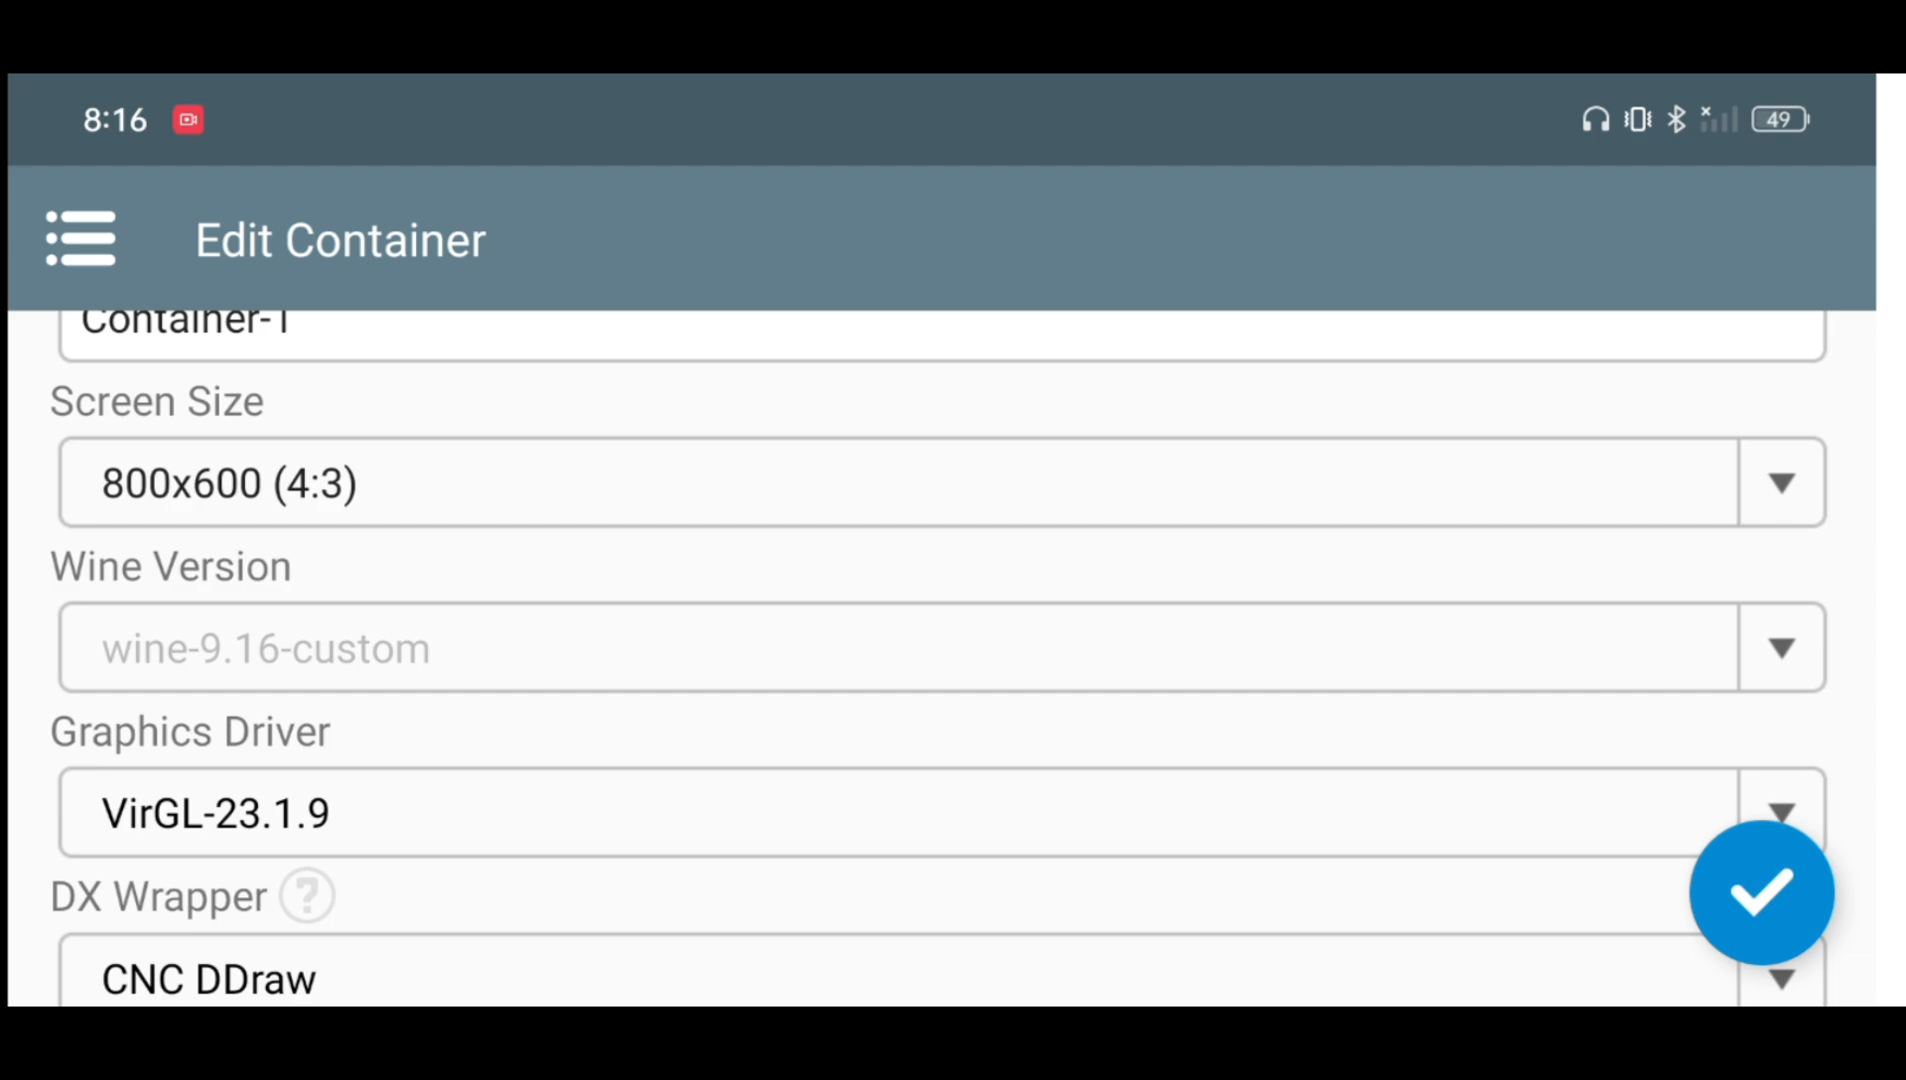 8:16
49
Edit Container
Container-1
Screen Size
800x600 (4:3)
Wine Version
wine-9.16-custom
Graphics Driver
VirGL-23.1.9
DX Wrapper ?
CNC DDraw